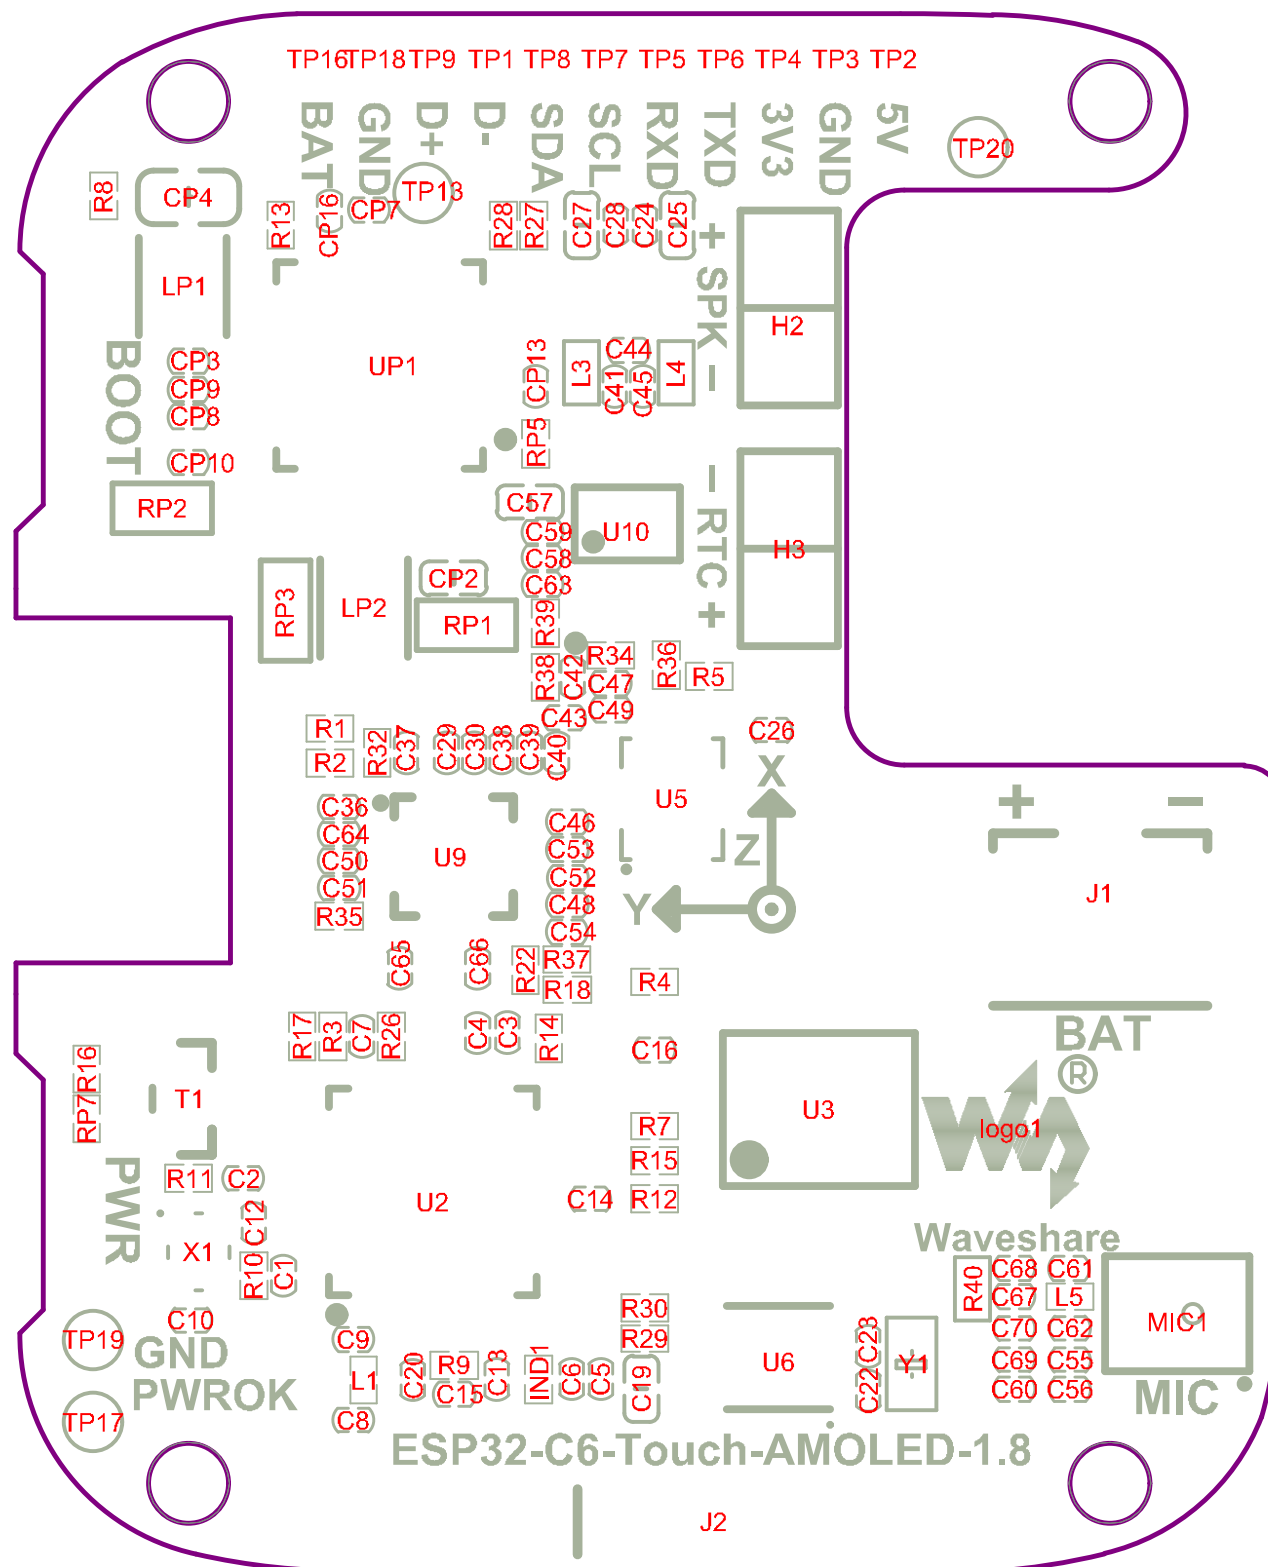 TP16 TP18 TP9 TP1 TP8 TP7 TP5 TP6 TP4 TP3 TP2
BAT GND D+ D- SDA SCL RXD TXD 3V3 GND 5V
TP20
TP13
R8 CP4 R13 CP16 CP7 R28 R27 C27 C28 C24 C25
+ SPK -
H2
LP1
BOOT
CP3
CP9
CP8
CP10
RP2
UP1
CP13 L3 C44 C41 C45 L4
RP5
C57
C59
C58
C63
U10
- RTC +
H3
RP3 LP2 CP2
RP1
R39
R38 C42
R34
C47
C49
C43
R36 R5
R1
R2
R32 C37 C29 C30 C38 C39 C40
C26
X
U5
Z
Y
C36
C64
C50
C51
R35
U9
C46
C53
C52
C48
C54
R37
R18
C65 C66 R22
R4
+ -
J1
BAT
R17 R3 C7 R26 C4 C3 R14
C16
R16
RP7
T1
U3
®
logo1
R7
R15
R12
PWR
R11 C2
C12
X1
R10 C1
C10
U2
C14
Waveshare
R40
C68 C61
C67 L5
C70 C62
C69 C55
C60 C56
MIC1
MIC
TP19
GND
PWROK
TP17
C9
L1
C8
C20 R9 C13
C15
IND1 C6 C5
R30
R29
C19
U6
C23
C22
Y1
ESP32-C6-Touch-AMOLED-1.8
J2